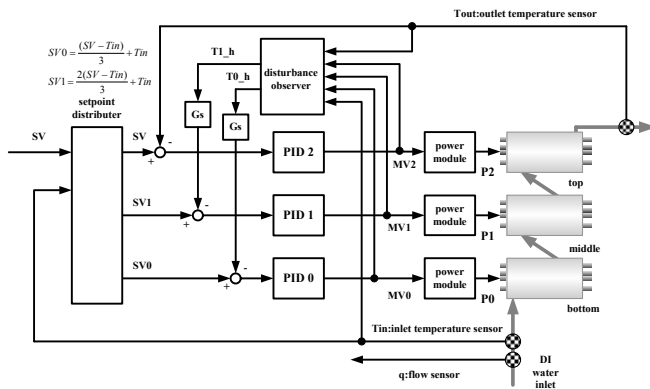 Tout:outlet temperature sensor
SV0 = (SV - Tin) / 3 + Tin
SV1 = 2(SV - Tin) / 3 + Tin
setpoint
distributer
T1_h
T0_h
disturbance
observer
Gs
Gs
SV
SV
-
+
PID 2
MV2
power
module
P2
top
SV1
-
+
PID 1
MV1
power
module
P1
middle
SV0
-
+
PID 0
MV0
power
module
P0
bottom
Tin:inlet temperature sensor
q:flow sensor
DI
water
inlet